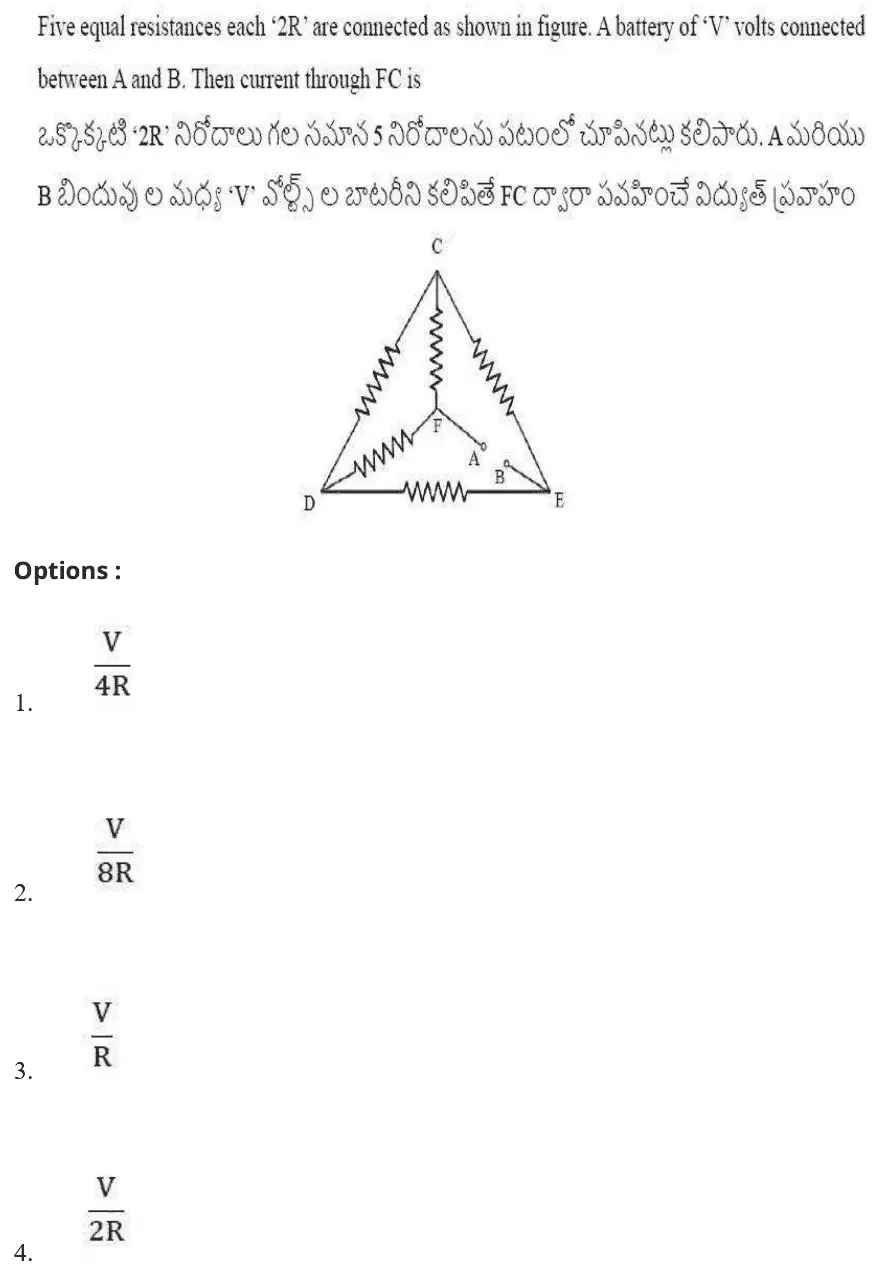 Five equal resistances each ‘2R’ are connected as shown in figure. A battery of ‘V’ volts connected
between A and B. Then current through FC is
ఒక్కొక్కటి ‘2R’ నిరోదాలు గల సమాన 5 నిరోదాలను పటంలో చూపినట్లు కలిపారు. A మరియు
B బిందువు ల మధ్య ‘V’ వోల్ట్స్ ల బాటరీని కలిపితే FC ద్వారా పవహించే విద్యుత్ ప్రవాహం
C
F
A
B
D
E
Options :
1. V/4R
2. V/8R
3. V/R
4. V/2R